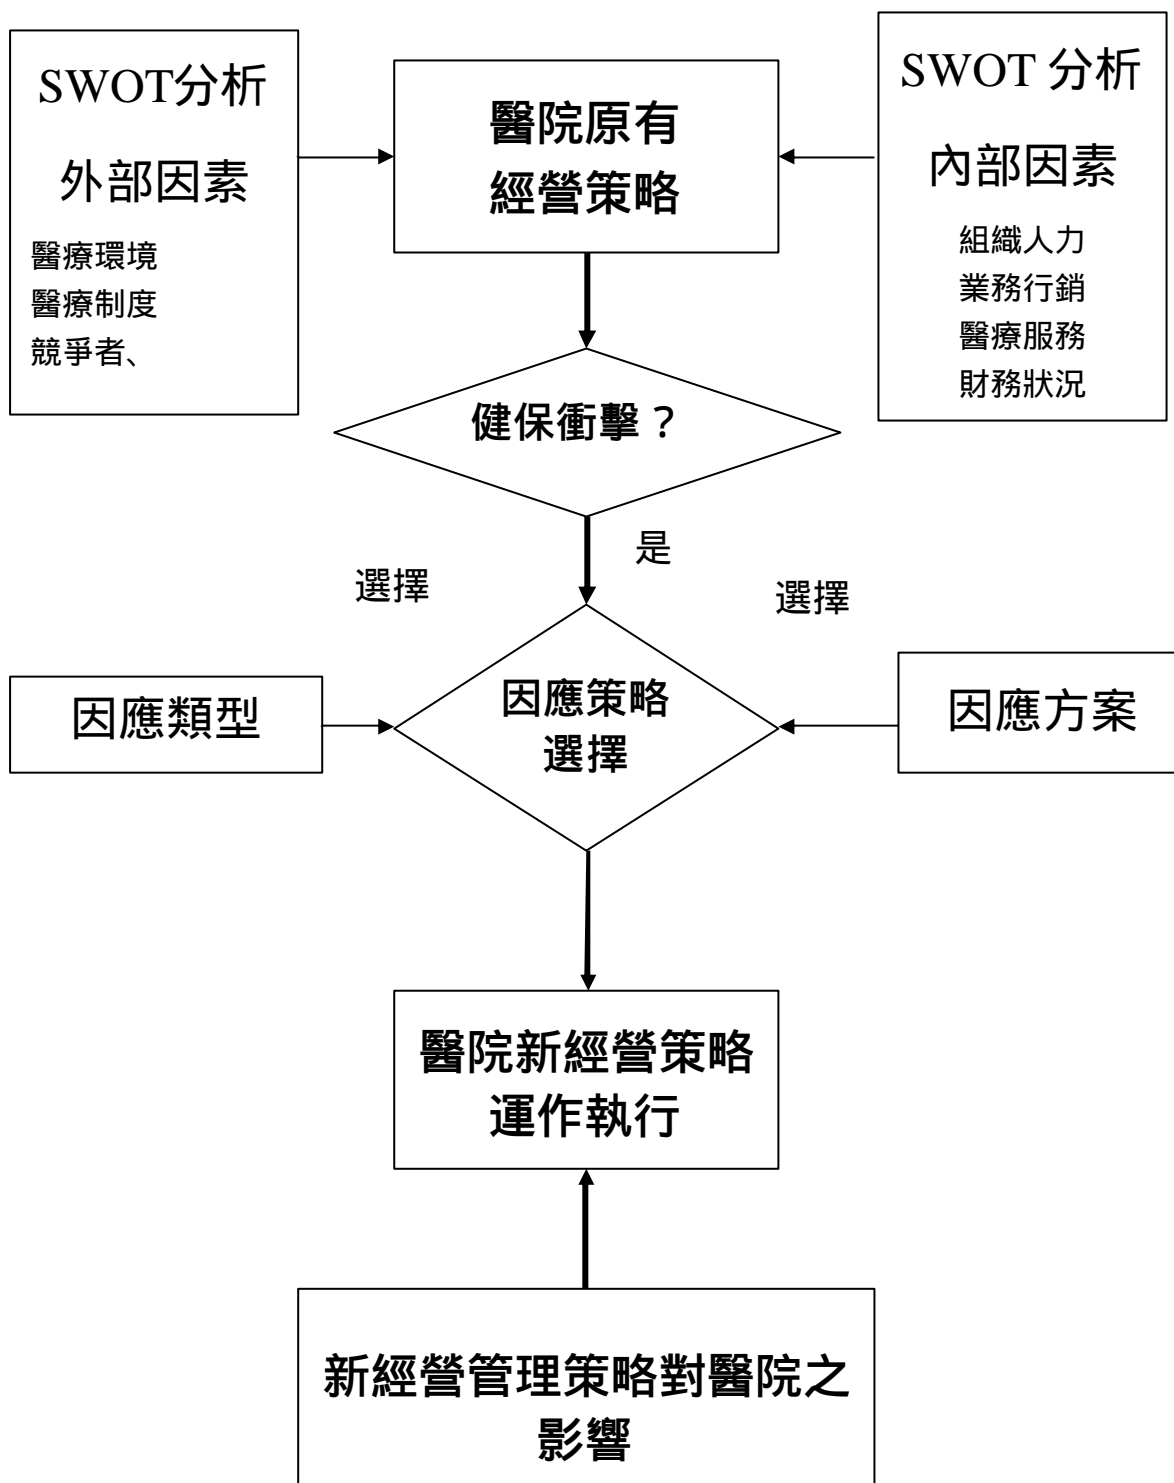 SWOT分析
外部因素
醫療環境
醫療制度
競爭者、
醫院原有
經營策略
SWOT 分析
內部因素
組織人力
業務行銷
醫療服務
財務狀況
健保衝擊？
是
選擇
選擇
因應類型
因應策略
選擇
因應方案
醫院新經營策略
運作執行
新經營管理策略對醫院之
影響